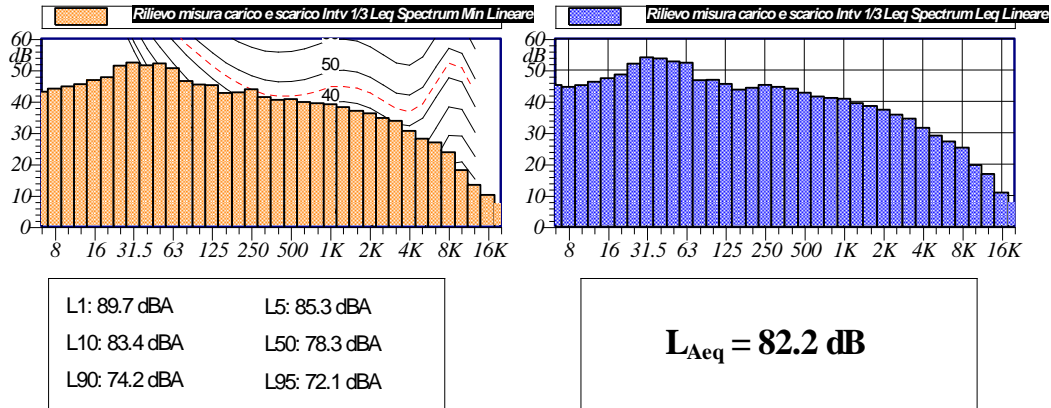 Rilievo misura carico e scarico Intv 1/3 Leq Spectrum Min Lineare
60
dB
50
40
30
20
10
0
50
40
8 16 31.5 63 125 250 500 1K 2K 4K 8K 16K
Rilievo misura carico e scarico Intv 1/3 Leq Spectrum Leq Lineare
60
dB
50
40
30
20
10
0
8 16 31.5 63 125 250 500 1K 2K 4K 8K 16K
L1: 89.7 dBA L5: 85.3 dBA
L10: 83.4 dBA L50: 78.3 dBA
L90: 74.2 dBA L95: 72.1 dBA
LAeq = 82.2 dB